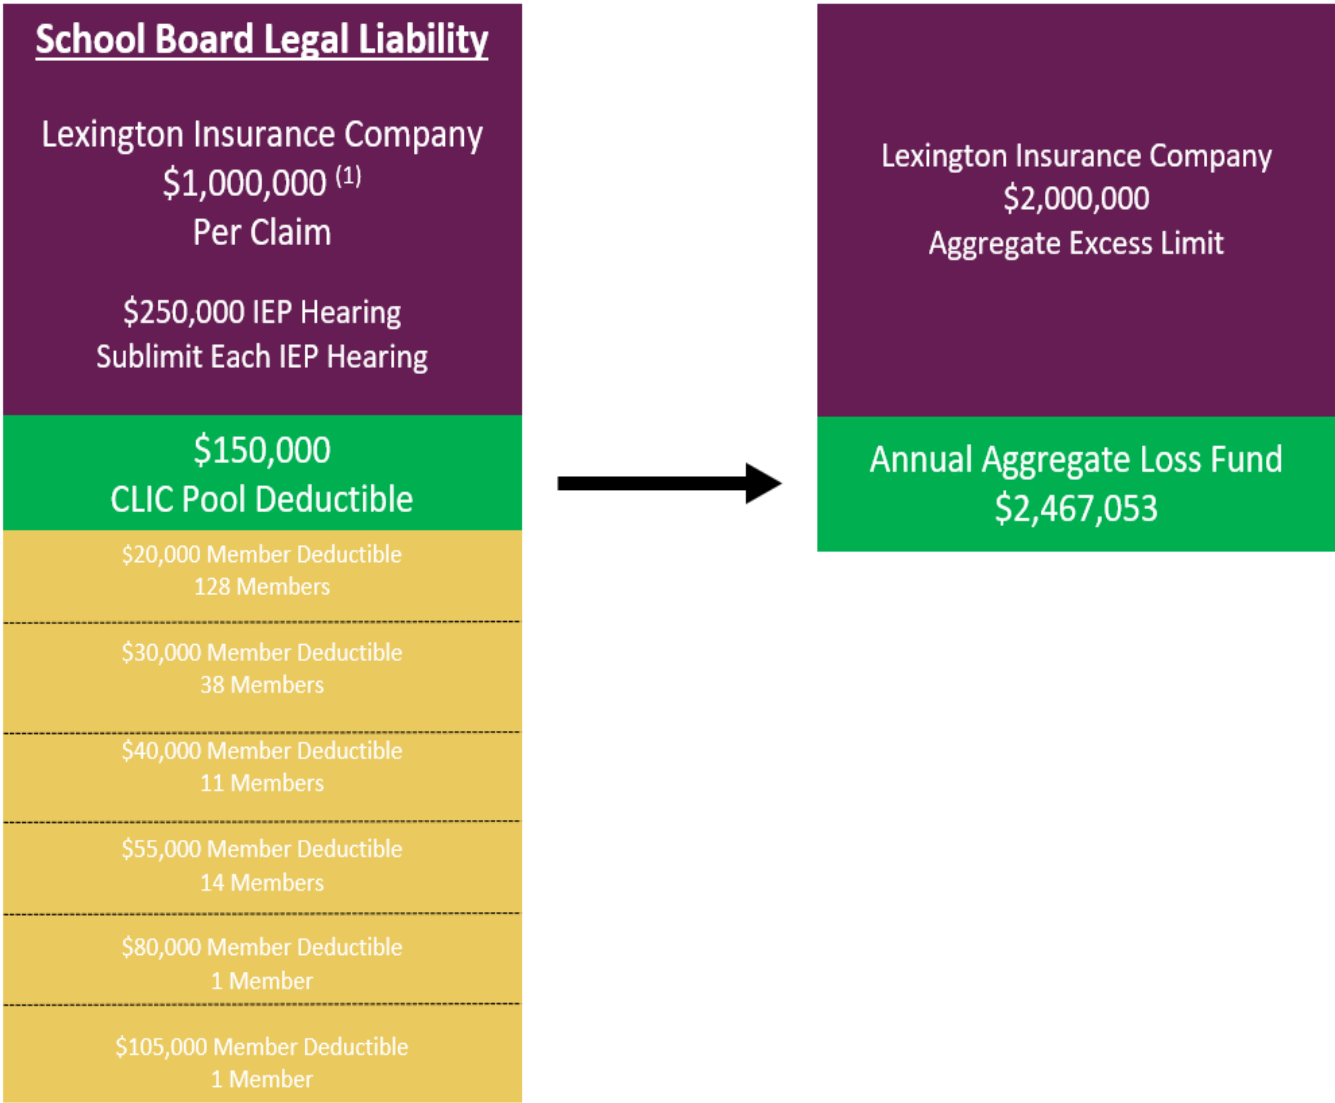 School Board Legal Liability
Lexington Insurance Company
$1,000,000 (1)
Per Claim
$250,000 IEP Hearing
Sublimit Each IEP Hearing
$150,000
CLIC Pool Deductible
$20,000 Member Deductible
128 Members
$30,000 Member Deductible
38 Members
$40,000 Member Deductible
11 Members
$55,000 Member Deductible
14 Members
$80,000 Member Deductible
1 Member
$105,000 Member Deductible
1 Member
Lexington Insurance Company
$2,000,000
Aggregate Excess Limit
Annual Aggregate Loss Fund
$2,467,053